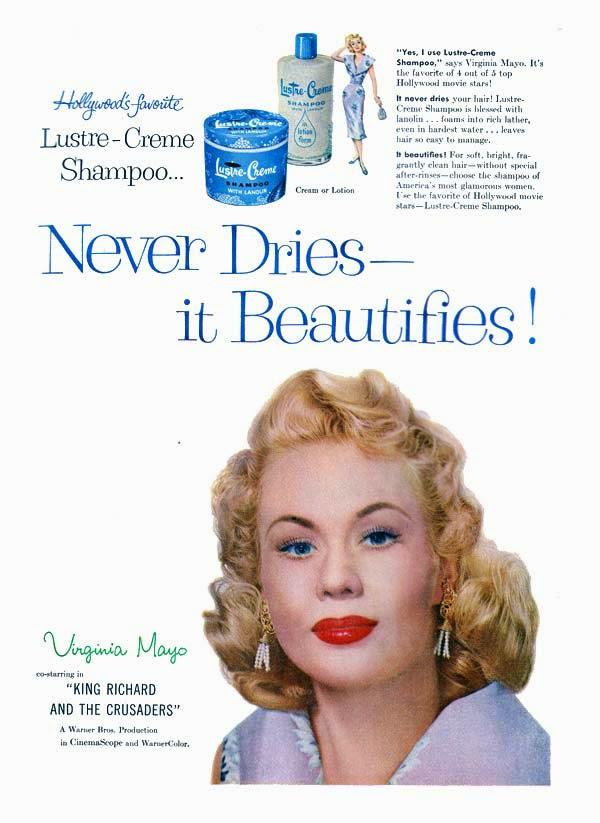 Hollywood's favorite
Lustre-Creme
Shampoo...
Lustre-Creme
WITH LANOLIN
Lustre-Creme
SHAMPOO
WITH LANOLIN
Lustre-Creme
SHAMPOO
WITH LANOLIN
in
lotion
form
Cream or Lotion
"Yes, I use Lustre-Creme
Shampoo," says Virginia Mayo. It's
the favorite of 4 out of 5 top
Hollywood movie stars!
It never dries your hair! Lustre-
Creme Shampoo is blessed with
lanolin . . . foams into rich lather,
even in hardest water . . . leaves
hair so easy to manage.
It beautifies! For soft, bright, fra-
grantly clean hair—without special
after-rinses—choose the shampoo of
America's most glamorous women.
Use the favorite of Hollywood movie
stars—Lustre-Creme Shampoo.
Never Dries—
it Beautifies!
Virginia Mayo
co-starring in
"KING RICHARD
AND THE CRUSADERS"
A Warner Bros. Production
in CinemaScope and WarnerColor.